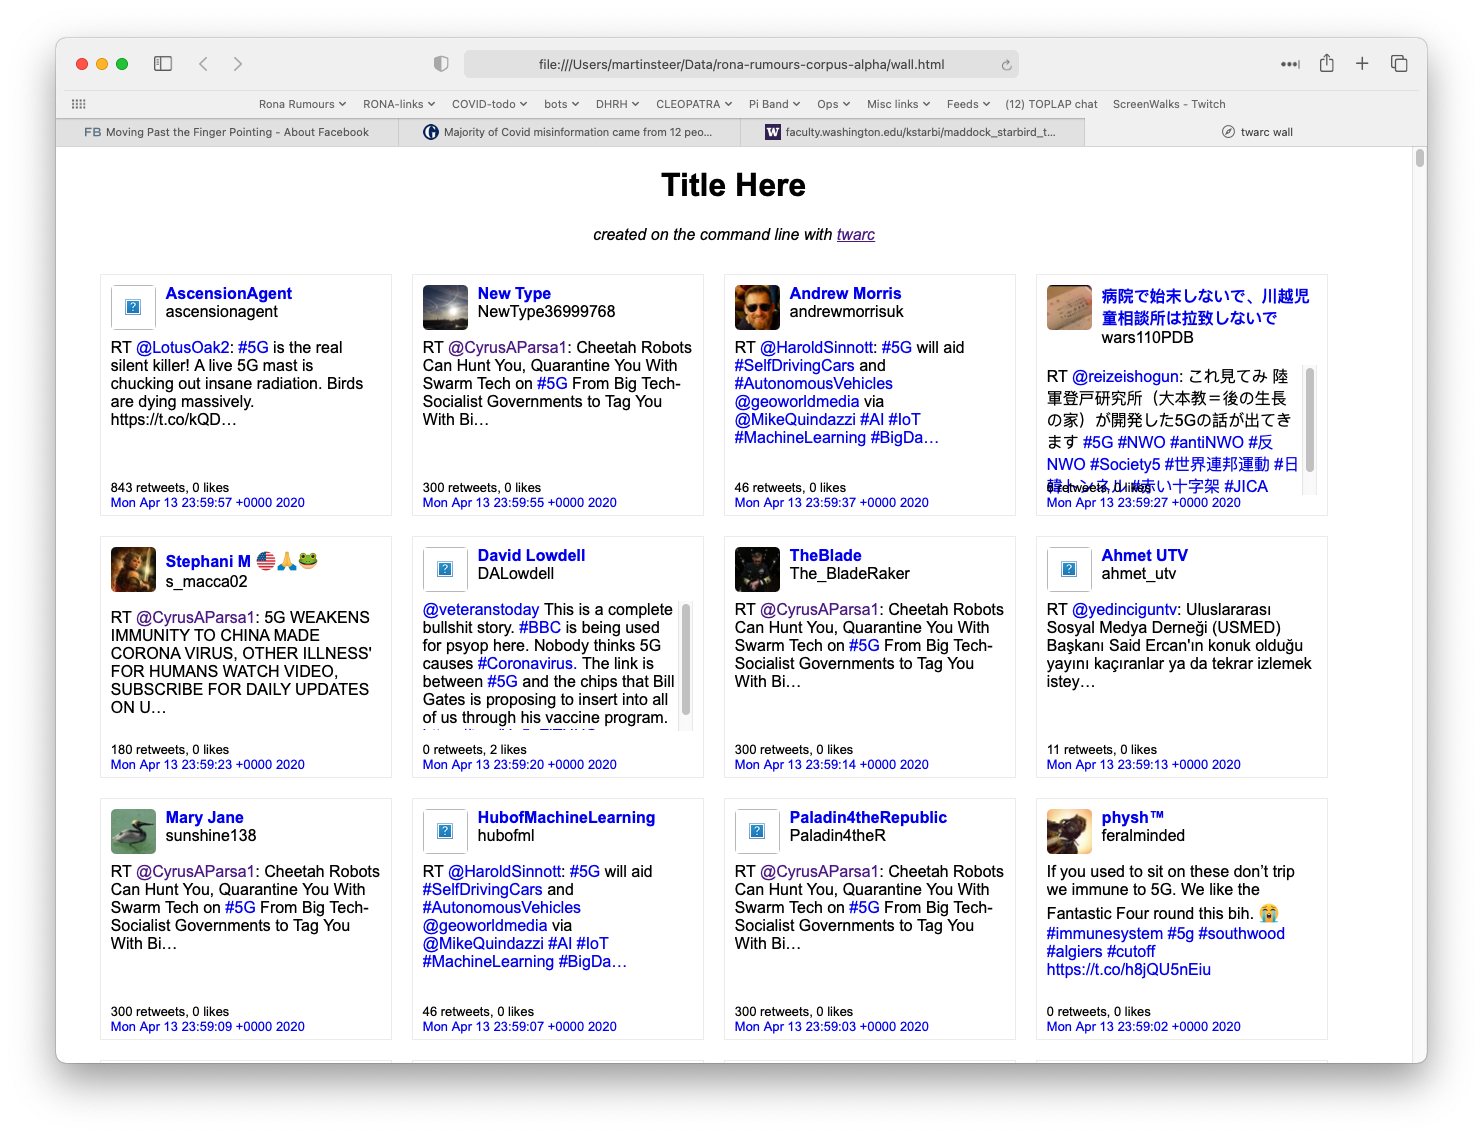 file:///Users/martinsteer/Data/rona-rumours-corpus-alpha/wall.html
Rona Rumours RONA-links COVID-todo bots DHRH CLEOPATRA Pi Band Ops Misc links Feeds (12) TOPLAP chat ScreenWalks - Twitch
FB Moving Past the Finger Pointing - About Facebook
Majority of Covid misinformation came from 12 peo...
W faculty.washington.edu/kstarbi/maddock_starbird_t...
twarc wall
Title Here
created on the command line with twarc
AscensionAgent
ascensionagent
RT @LotusOak2: #5G is the real
silent killer! A live 5G mast is
chucking out insane radiation. Birds
are dying massively.
https://t.co/kQD…
843 retweets, 0 likes
Mon Apr 13 23:59:57 +0000 2020
New Type
NewType36999768
RT @CyrusAParsa1: Cheetah Robots
Can Hunt You, Quarantine You With
Swarm Tech on #5G From Big Tech-
Socialist Governments to Tag You
With Bi…
300 retweets, 0 likes
Mon Apr 13 23:59:55 +0000 2020
Andrew Morris
andrewmorrisuk
RT @HaroldSinnott: #5G will aid
#SelfDrivingCars and
#AutonomousVehicles
@geoworldmedia via
@MikeQuindazzi #AI #IoT
#MachineLearning #BigDa…
46 retweets, 0 likes
Mon Apr 13 23:59:37 +0000 2020
病院で始末しないで、川越児
童相談所は拉致しないで
wars110PDB
RT @reizeishogun: これ見てみ 陸
軍登戸研究所（大本教＝後の生長
の家）が開発した5Gの話が出てき
ます #5G #NWO #antiNWO #反
NWO #Society5 #世界連邦運動 #日
韓トンネル #赤い十字架 #JICA
retweets, 0 likes
Mon Apr 13 23:59:27 +0000 2020
Stephani M 🇺🇸🙏🐸
s_macca02
RT @CyrusAParsa1: 5G WEAKENS
IMMUNITY TO CHINA MADE
CORONA VIRUS, OTHER ILLNESS'
FOR HUMANS WATCH VIDEO,
SUBSCRIBE FOR DAILY UPDATES
ON U…
180 retweets, 0 likes
Mon Apr 13 23:59:23 +0000 2020
David Lowdell
DALowdell
@veteranstoday This is a complete
bullshit story. #BBC is being used
for psyop here. Nobody thinks 5G
causes #Coronavirus. The link is
between #5G and the chips that Bill
Gates is proposing to insert into all
of us through his vaccine program.
0 retweets, 2 likes
Mon Apr 13 23:59:20 +0000 2020
TheBlade
The_BladeRaker
RT @CyrusAParsa1: Cheetah Robots
Can Hunt You, Quarantine You With
Swarm Tech on #5G From Big Tech-
Socialist Governments to Tag You
With Bi…
300 retweets, 0 likes
Mon Apr 13 23:59:14 +0000 2020
Ahmet UTV
ahmet_utv
RT @yedinciguntv: Uluslararası
Sosyal Medya Derneği (USMED)
Başkanı Said Ercan'ın konuk olduğu
yayını kaçıranlar ya da tekrar izlemek
istey…
11 retweets, 0 likes
Mon Apr 13 23:59:13 +0000 2020
Mary Jane
sunshine138
RT @CyrusAParsa1: Cheetah Robots
Can Hunt You, Quarantine You With
Swarm Tech on #5G From Big Tech-
Socialist Governments to Tag You
With Bi…
300 retweets, 0 likes
Mon Apr 13 23:59:09 +0000 2020
HubofMachineLearning
hubofml
RT @HaroldSinnott: #5G will aid
#SelfDrivingCars and
#AutonomousVehicles
@geoworldmedia via
@MikeQuindazzi #AI #IoT
#MachineLearning #BigDa…
46 retweets, 0 likes
Mon Apr 13 23:59:07 +0000 2020
Paladin4theRepublic
Paladin4theR
RT @CyrusAParsa1: Cheetah Robots
Can Hunt You, Quarantine You With
Swarm Tech on #5G From Big Tech-
Socialist Governments to Tag You
With Bi…
300 retweets, 0 likes
Mon Apr 13 23:59:03 +0000 2020
physh™
feralminded
If you used to sit on these don’t trip
we immune to 5G. We like the
Fantastic Four round this bih. 😭
#immunesystem #5g #southwood
#algiers #cutoff
https://t.co/h8jQU5nEiu
0 retweets, 0 likes
Mon Apr 13 23:59:02 +0000 2020